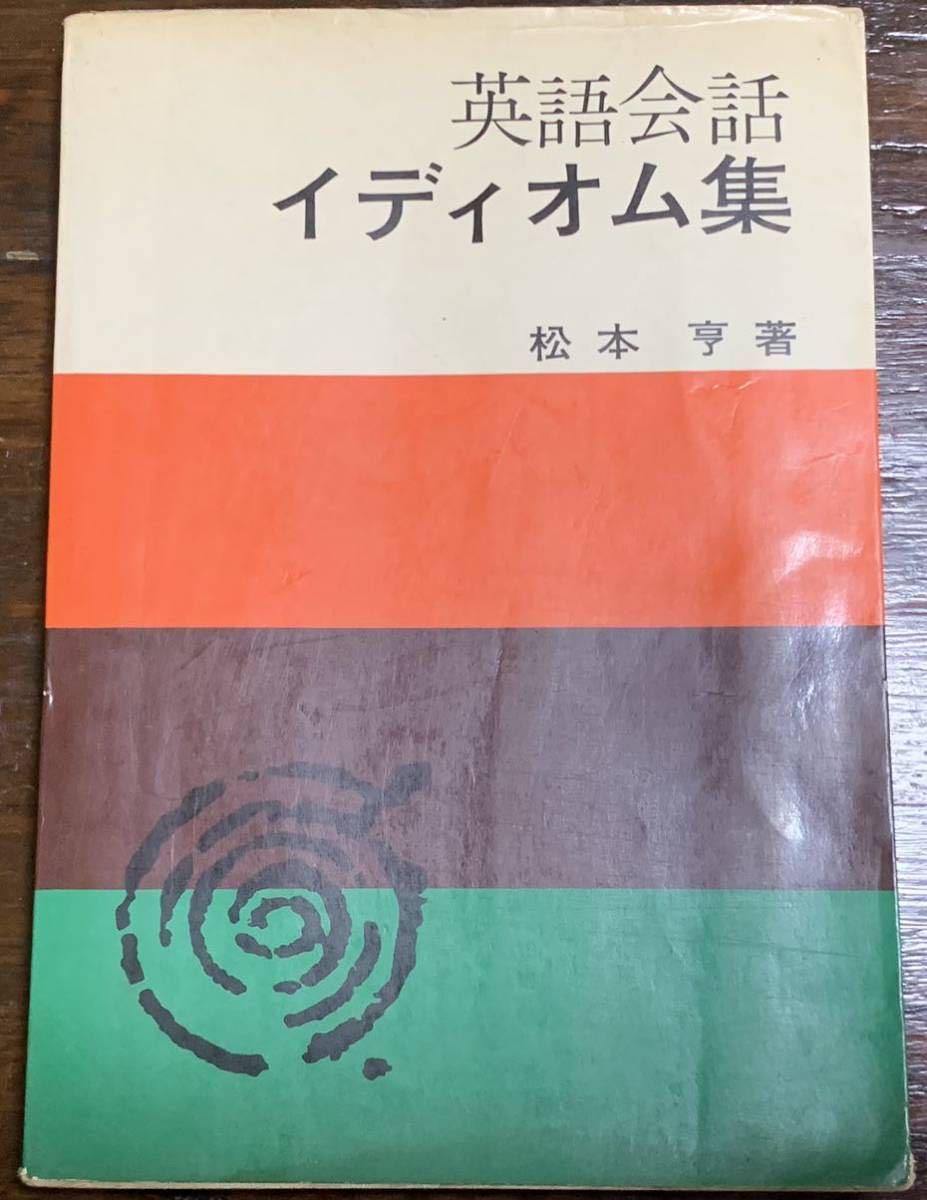 英語会話
イディオム集
松本 亨著